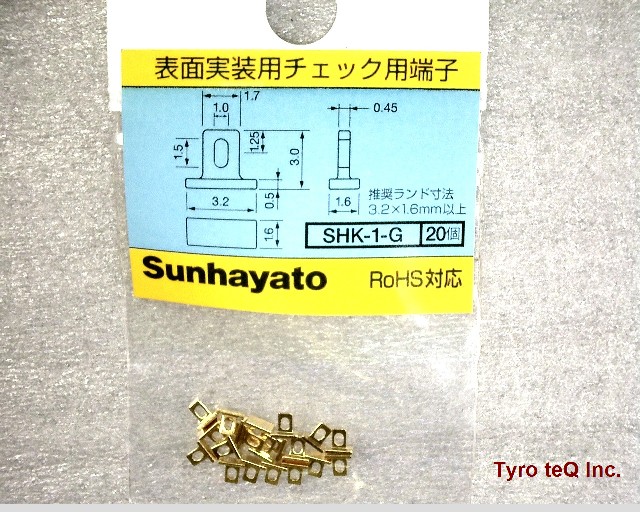 表面実装用チェック用端子
1.7
1.0
0.45
1.5
1.25
3.0
0.5
3.2
1.6
1.6
推奨ランド寸法
3.2×1.6mm以上
SHK-1-G 20個
Sunhayato RoHS対応
Tyro teQ Inc.